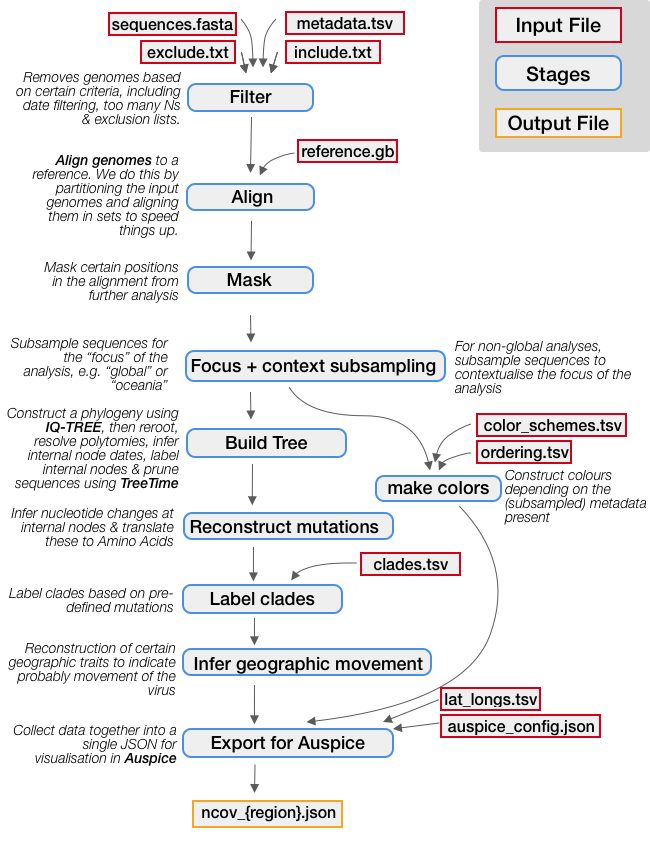 sequences.fasta
metadata.tsv
exclude.txt
include.txt
Input File
Stages
Output File
Removes genomes based
on certain criteria, including
date filtering, too many Ns
& exclusion lists.
Filter
reference.gb
Align genomes to a
reference. We do this by
partitioning the input
genomes and aligning
them in sets to speed
things up.
Align
Mask certain positions
in the alignment from
further analysis
Mask
Subsample sequences for
the “focus” of the
analysis, e.g. “global” or
“oceania”
Focus + context subsampling
For non-global analyses,
subsample sequences to
contextualise the focus of the
analysis
Construct a phylogeny using
IQ-TREE, then reroot,
resolve polytomies, infer
internal node dates, label
internal nodes & prune
sequences using TreeTime
Build Tree
color_schemes.tsv
ordering.tsv
make colors
Construct colours
depending on the
(subsampled) metadata
present
Infer nucleotide changes at
internal nodes & translate
these to Amino Acids
Reconstruct mutations
clades.tsv
Label clades based on pre-
defined mutations
Label clades
Reconstruction of certain
geographic traits to indicate
probably movement of the
virus
Infer geographic movement
lat_longs.tsv
auspice_config.json
Collect data together into a
single JSON for
visualisation in Auspice
Export for Auspice
ncov_{region}.json